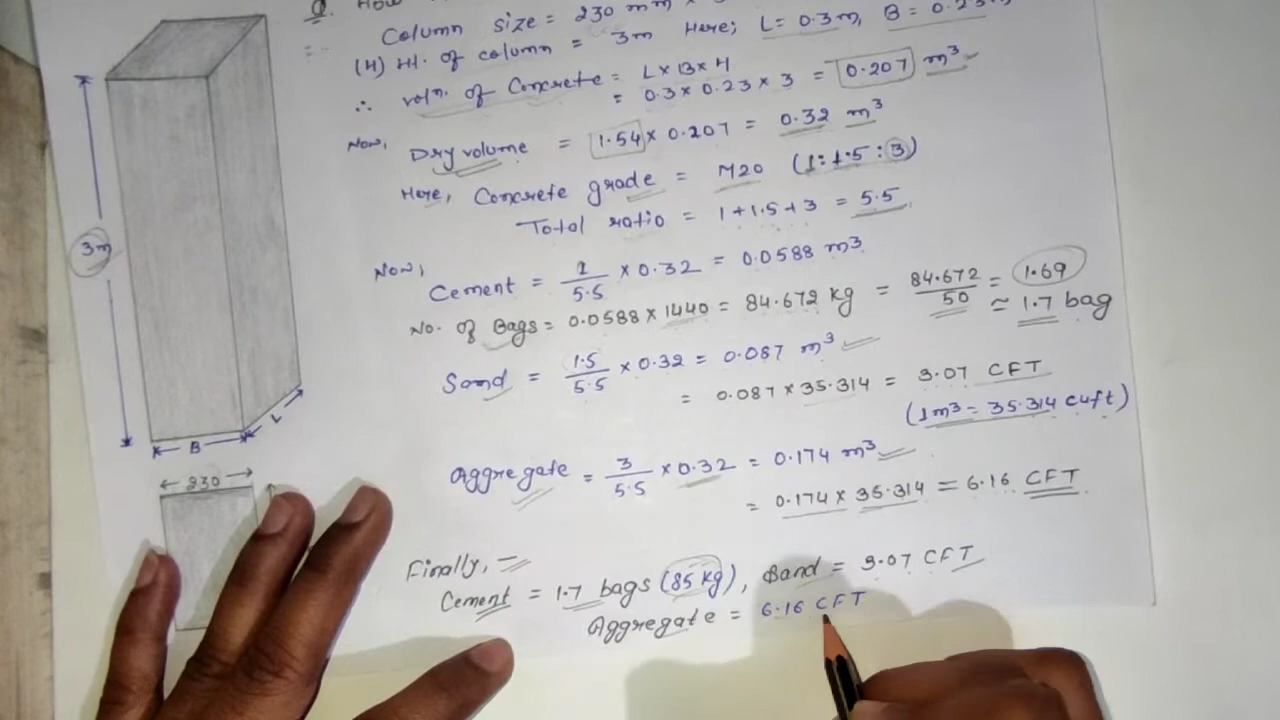 Q. How
Column size = 230 mm ×
(H) Ht. of column = 3m Here; L = 0.3m, B = 0.23m
∴ Voln. of Concrete = L×B×H
= 0.3 × 0.23 × 3 = 0.207 m³
Now, Dry volume = 1.54 × 0.207 = 0.32 m³
Here, Concrete grade = M20 (1:1.5:3)
Total ratio = 1+1.5+3 = 5.5
Now, Cement = 1/5.5 × 0.32 = 0.0588 m³
No. of Bags = 0.0588 × 1440 = 84.672 kg = 84.672/50 = 1.69
≈ 1.7 bag
Sand = 1.5/5.5 × 0.32 = 0.087 m³
= 0.087 × 35.314 = 3.07 CFT
(1m³ = 35.314 cuft)
Aggregate = 3/5.5 × 0.32 = 0.174 m³
= 0.174 × 35.314 = 6.16 CFT
Finally,
Cement = 1.7 bags (85 kg), Sand = 3.07 CFT
Aggregate = 6.16 CFT
3m
B
L
230